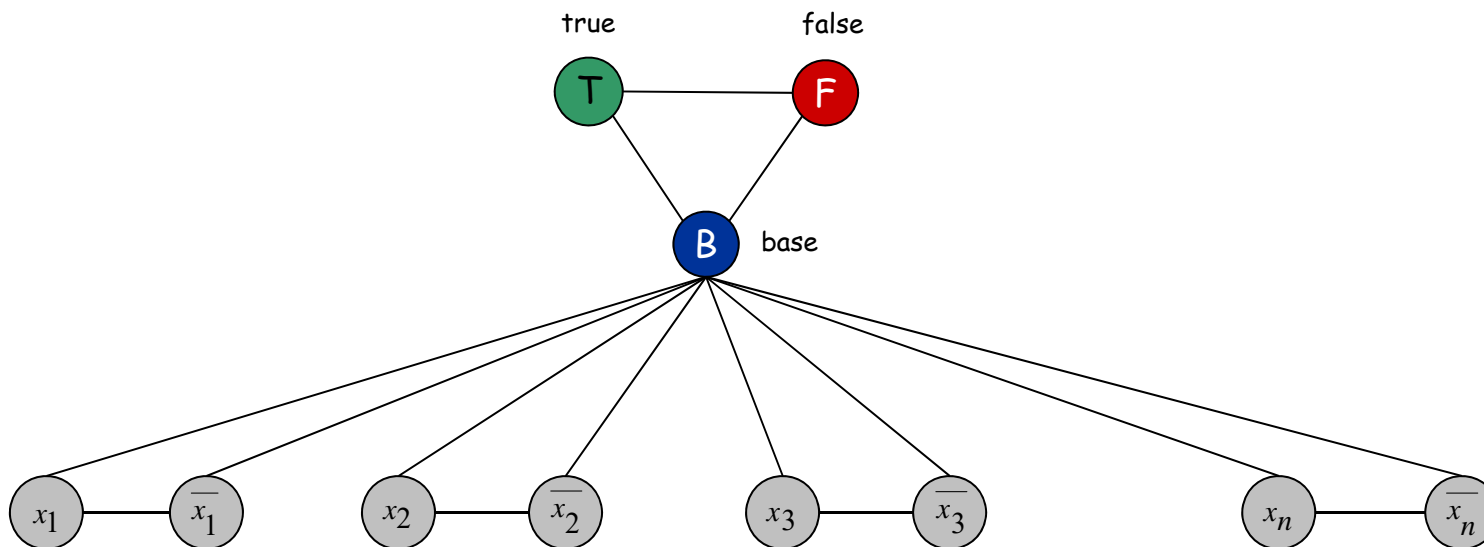 true false
T F
B base
x₁ x̅₁ x₂ x̅₂ x₃ x̅₃ xₙ x̅ₙ